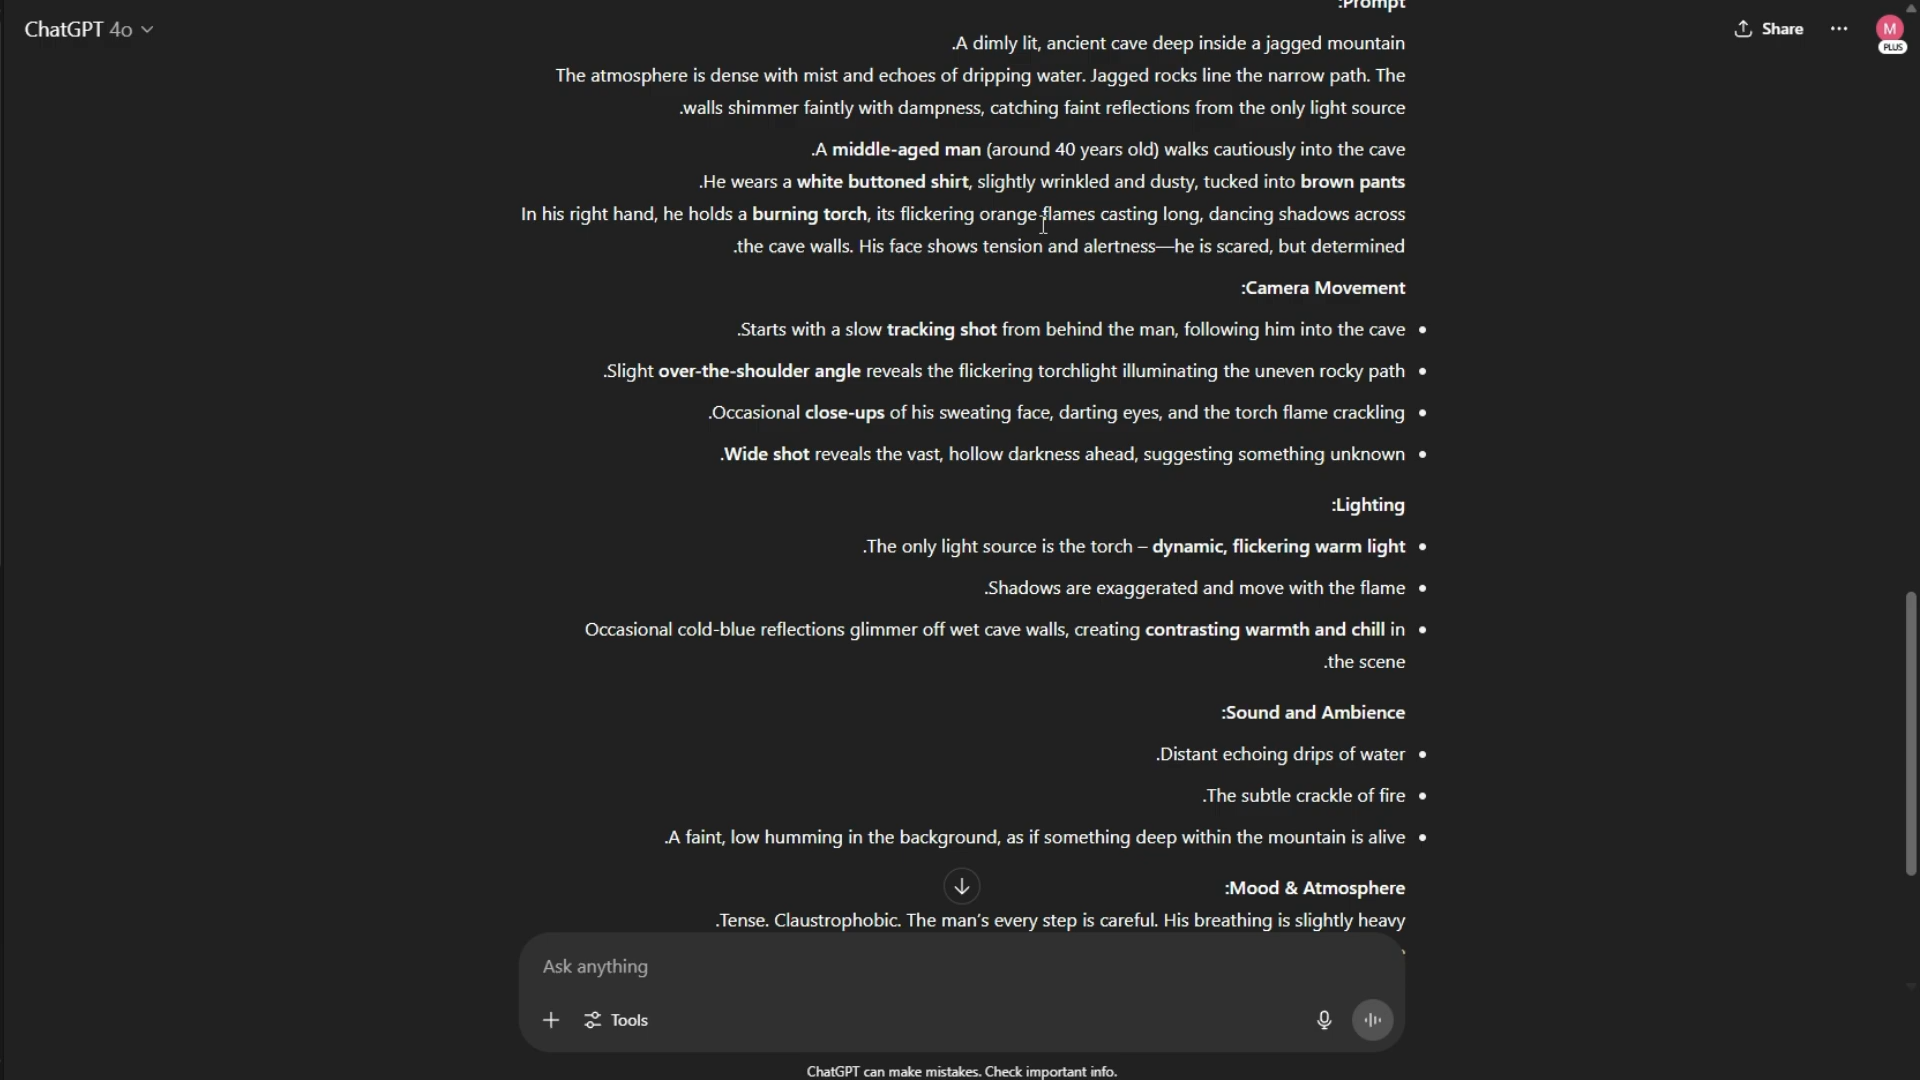 ChatGPT 4o
Share
M
PLUS
:Prompt
.A dimly lit, ancient cave deep inside a jagged mountain
The atmosphere is dense with mist and echoes of dripping water. Jagged rocks line the narrow path. The
.walls shimmer faintly with dampness, catching faint reflections from the only light source
.A middle-aged man (around 40 years old) walks cautiously into the cave
.He wears a white buttoned shirt, slightly wrinkled and dusty, tucked into brown pants
In his right hand, he holds a burning torch, its flickering orange flames casting long, dancing shadows across
.the cave walls. His face shows tension and alertness—he is scared, but determined
:Camera Movement
.Starts with a slow tracking shot from behind the man, following him into the cave •
.Slight over-the-shoulder angle reveals the flickering torchlight illuminating the uneven rocky path •
.Occasional close-ups of his sweating face, darting eyes, and the torch flame crackling •
.Wide shot reveals the vast, hollow darkness ahead, suggesting something unknown •
:Lighting
.The only light source is the torch – dynamic, flickering warm light •
.Shadows are exaggerated and move with the flame •
Occasional cold-blue reflections glimmer off wet cave walls, creating contrasting warmth and chill in •
.the scene
:Sound and Ambience
.Distant echoing drips of water •
.The subtle crackle of fire •
.A faint, low humming in the background, as if something deep within the mountain is alive •
:Mood & Atmosphere
.Tense. Claustrophobic. The man's every step is careful. His breathing is slightly heavy
Ask anything
Tools
ChatGPT can make mistakes. Check important info.